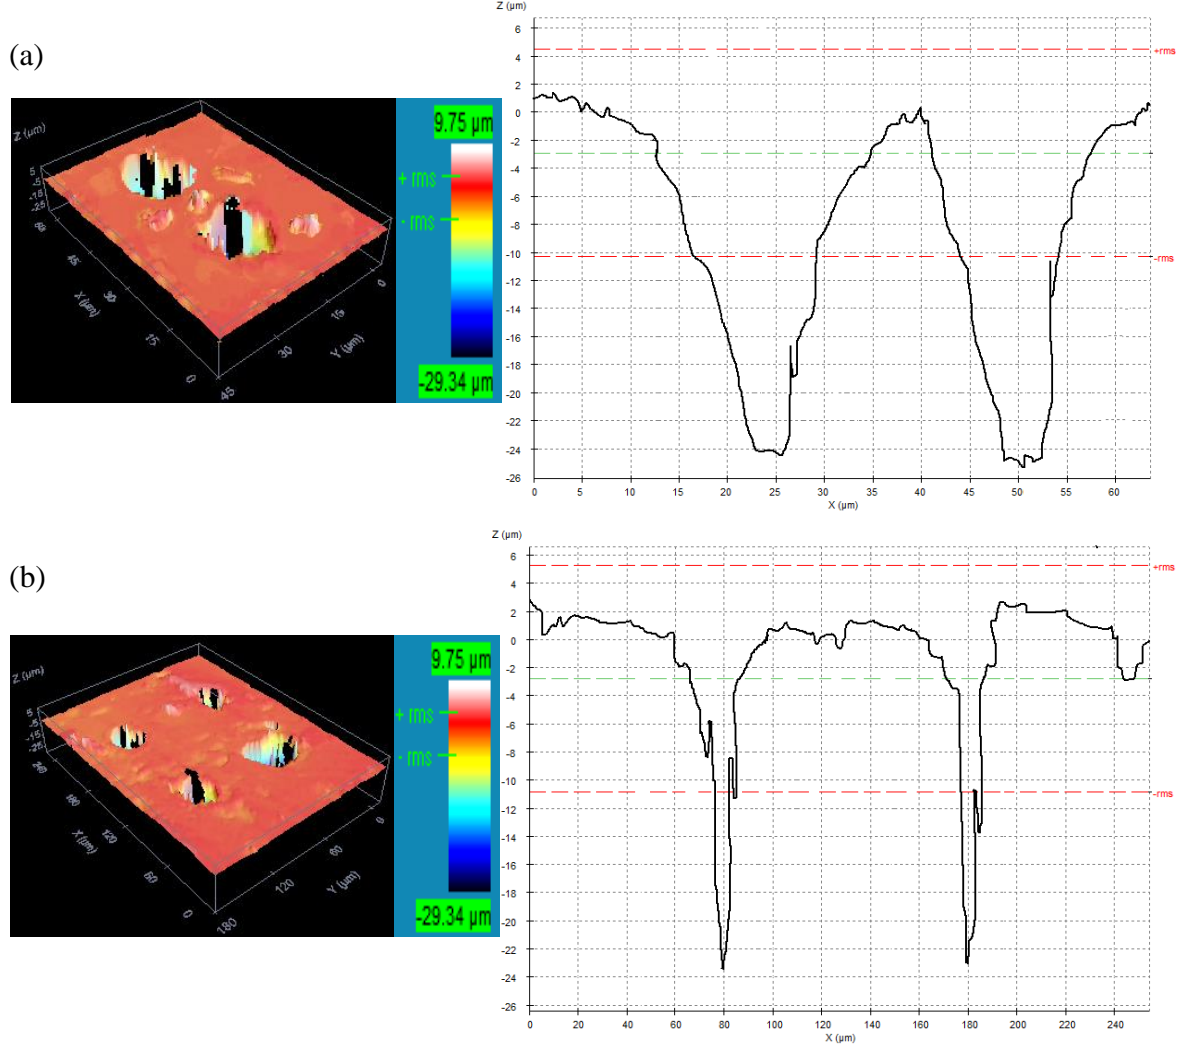 (a)
9.75 µm
+ rms
- rms
-29.34 µm
Z (µm)
5
-5
-15
-25
60
45
30
15
0
X (µm)
45
30
15
0
Y (µm)
Z (µm)
6
4
2
0
-2
-4
-6
-8
-10
-12
-14
-16
-18
-20
-22
-24
-26
+rms
-rms
0 5 10 15 20 25 30 35 40 45 50 55 60
X (µm)
(b)
9.75 µm
+ rms
- rms
-29.34 µm
Z (µm)
5
-5
-15
-25
240
180
120
60
0
X (µm)
180
120
60
0
Y (µm)
Z (µm)
6
4
2
0
-2
-4
-6
-8
-10
-12
-14
-16
-18
-20
-22
-24
-26
+rms
-rms
0 20 40 60 80 100 120 140 160 180 200 220 240
X (µm)